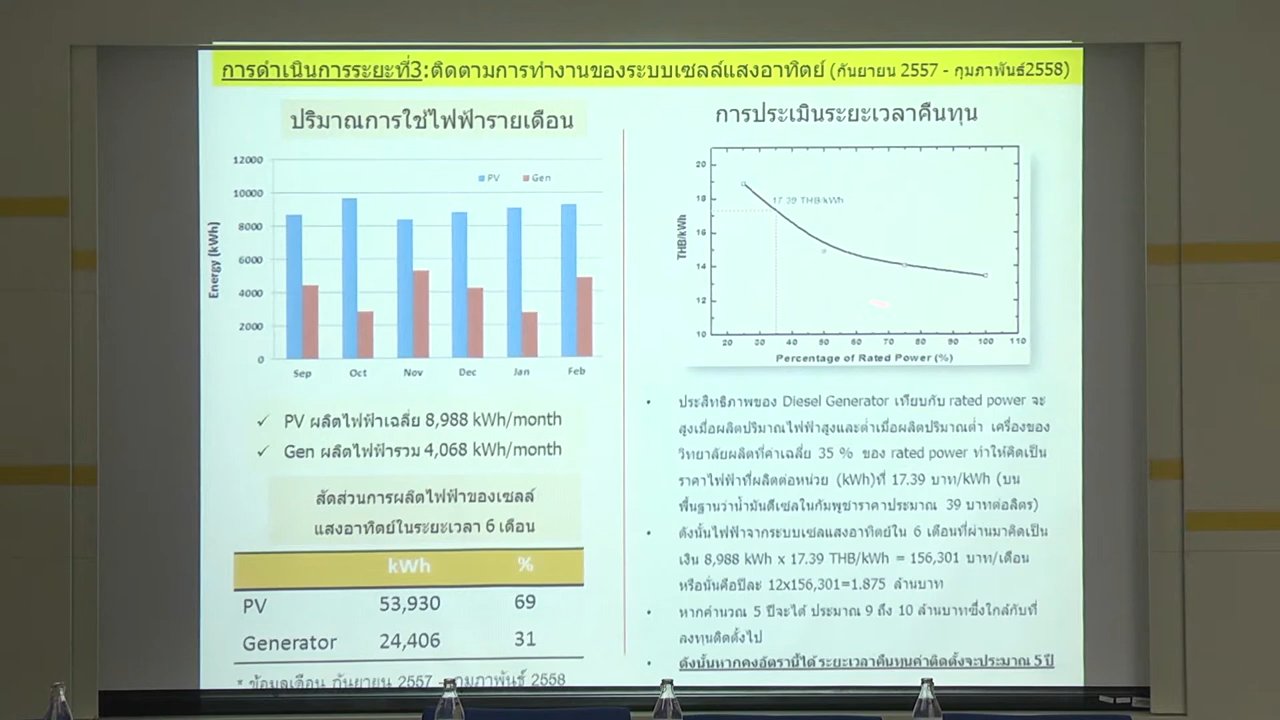 การดำเนินการระยะที่3:ติดตามการทำงานของระบบเซลล์แสงอาทิตย์ (กันยายน 2557 - กุมภาพันธ์2558)
ปริมาณการใช้ไฟฟ้ารายเดือน
12000
10000
8000
6000
4000
2000
0
Energy (kWh)
PV Gen
Sep Oct Nov Dec Jan Feb
✓ PV ผลิตไฟฟ้าเฉลี่ย 8,988 kWh/month
✓ Gen ผลิตไฟฟ้ารวม 4,068 kWh/month
สัดส่วนการผลิตไฟฟ้าของเซลล์
แสงอาทิตย์ในระยะเวลา 6 เดือน
kWh %
PV 53,930 69
Generator 24,406 31
* ข้อมูลเดือน กันยายน 2557 - กุมภาพันธ์ 2558
การประเมินระยะเวลาคืนทุน
20
18
16
14
12
10
THB/kWh
17.39 THB/kWh
20 30 40 50 60 70 80 90 100 110
Percentage of Rated Power (%)
• ประสิทธิภาพของ Diesel Generator เทียบกับ rated power จะ
สูงเมื่อผลิตปริมาณไฟฟ้าสูงและต่ำเมื่อผลิตปริมาณต่ำ เครื่องของ
วิทยาลัยผลิตที่ค่าเฉลี่ย 35 % ของ rated power ทำให้คิดเป็น
ราคาไฟฟ้าที่ผลิตต่อหน่วย (kWh)ที่ 17.39 บาท/kWh (บน
พื้นฐานว่าน้ำมันดีเซลในกัมพูชาราคาประมาณ 39 บาทต่อลิตร)
• ดังนั้นไฟฟ้าจากระบบเซลแสงอาทิตย์ใน 6 เดือนที่ผ่านมาคิดเป็น
เงิน 8,988 kWh x 17.39 THB/kWh = 156,301 บาท/เดือน
หรือนั่นคือปีละ 12x156,301=1.875 ล้านบาท
• หากคำนวณ 5 ปีจะได้ ประมาณ 9 ถึง 10 ล้านบาทซึ่งใกล้กับที่
ลงทุนติดตั้งไป
• ดังนั้นหากคงอัตรานี้ได้ ระยะเวลาคืนทุนค่าติดตั้งจะประมาณ 5 ปี